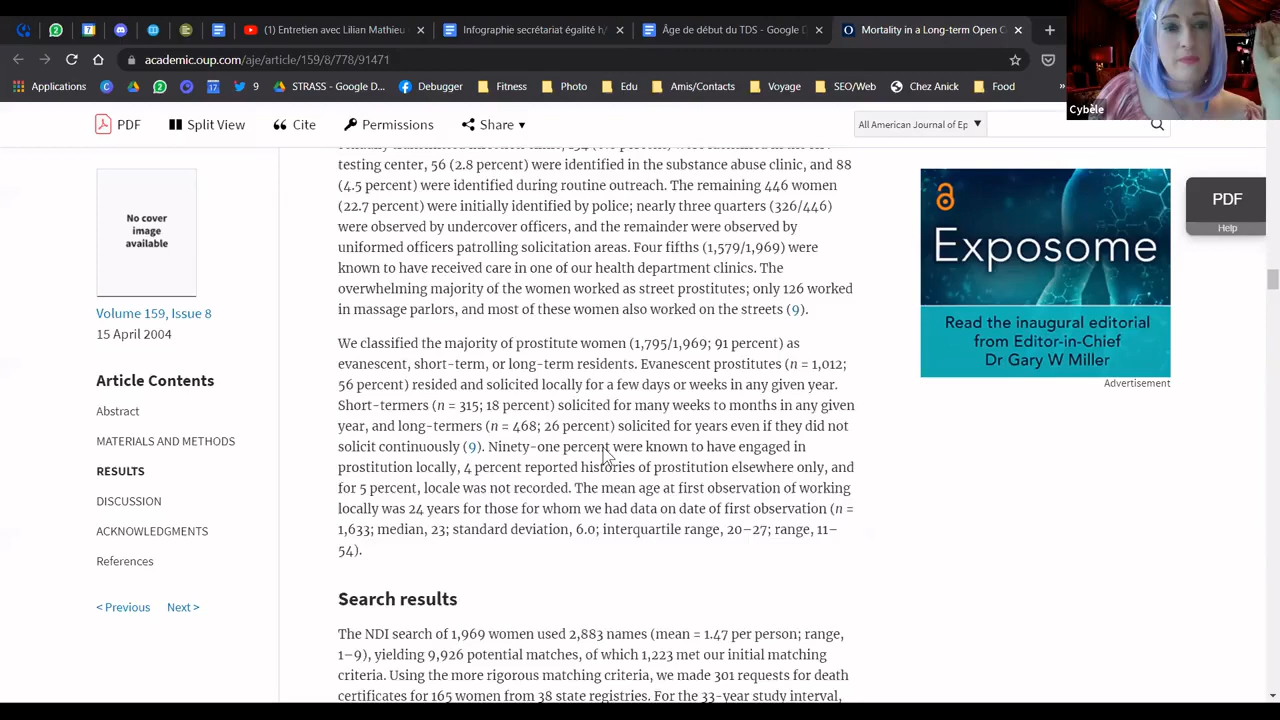 (1) Entretien avec Lilian Mathieu
Infographie secrétariat égalité h/
Âge de début du TDS - Google D
Mortality in a Long-term Open C
academic.oup.com/aje/article/159/8/778/91471
Applications
9
STRASS - Google D...
Debugger
Fitness
Photo
Edu
Amis/Contacts
Voyage
SEO/Web
Chez Anick
Food
»
Cybèle
PDF
Split View
Cite
Permissions
Share
All American Journal of Ep
testing center, 56 (2.8 percent) were identified in the substance abuse clinic, and 88
(4.5 percent) were identified during routine outreach. The remaining 446 women
(22.7 percent) were initially identified by police; nearly three quarters (326/446)
were observed by undercover officers, and the remainder were observed by
uniformed officers patrolling solicitation areas. Four fifths (1,579/1,969) were
known to have received care in one of our health department clinics. The
overwhelming majority of the women worked as street prostitutes; only 126 worked
in massage parlors, and most of these women also worked on the streets (9).
We classified the majority of prostitute women (1,795/1,969; 91 percent) as
evanescent, short-term, or long-term residents. Evanescent prostitutes (n = 1,012;
56 percent) resided and solicited locally for a few days or weeks in any given year.
Short-termers (n = 315; 18 percent) solicited for many weeks to months in any given
year, and long-termers (n = 468; 26 percent) solicited for years even if they did not
solicit continuously (9). Ninety-one percent were known to have engaged in
prostitution locally, 4 percent reported histories of prostitution elsewhere only, and
for 5 percent, locale was not recorded. The mean age at first observation of working
locally was 24 years for those for whom we had data on date of first observation (n =
1,633; median, 23; standard deviation, 6.0; interquartile range, 20–27; range, 11–
54).
Search results
The NDI search of 1,969 women used 2,883 names (mean = 1.47 per person; range,
1–9), yielding 9,926 potential matches, of which 1,223 met our initial matching
criteria. Using the more rigorous matching criteria, we made 301 requests for death
certificates for 165 women from 38 state registries. For the 33-year study interval,
No cover
image
available
Volume 159, Issue 8
15 April 2004
Article Contents
Abstract
MATERIALS AND METHODS
RESULTS
DISCUSSION
ACKNOWLEDGMENTS
References
< Previous
Next >
Exposome
Read the inaugural editorial
from Editor-in-Chief
Dr Gary W Miller
Advertisement
PDF
Help